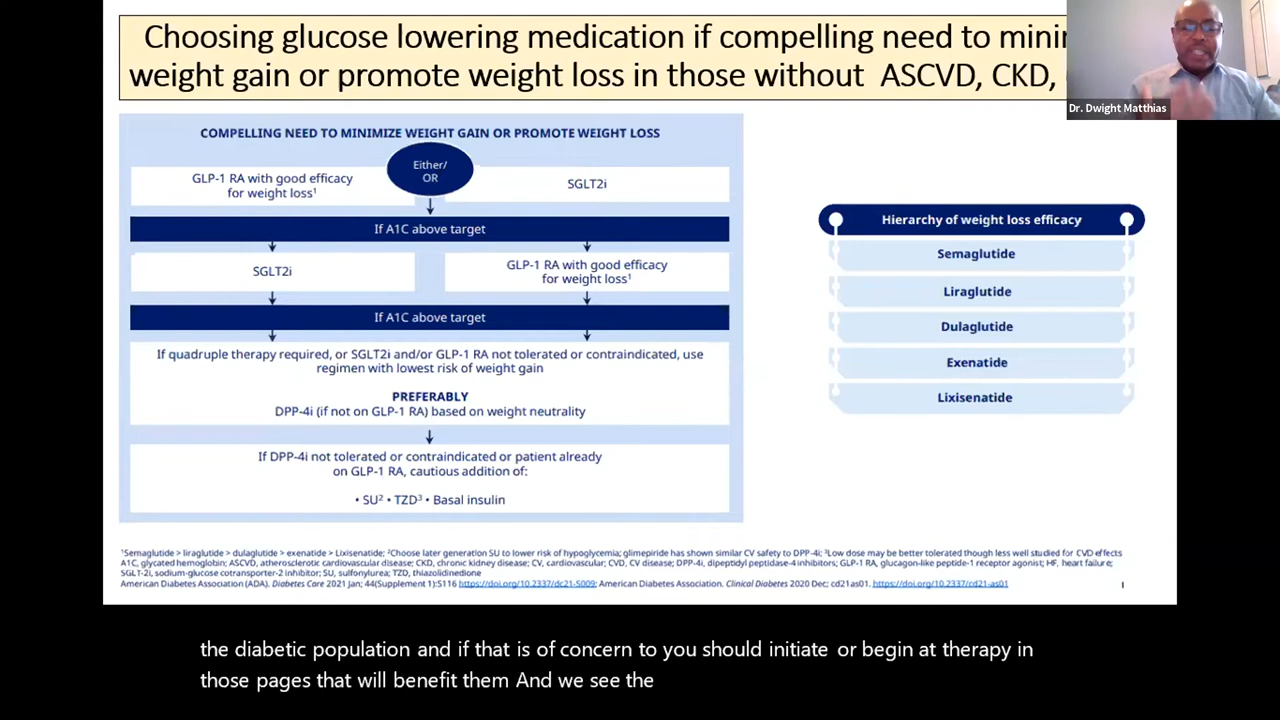 Choosing glucose lowering medication if compelling need to mini
weight gain or promote weight loss in those without ASCVD, CKD,
Dr. Dwight Matthias
COMPELLING NEED TO MINIMIZE WEIGHT GAIN OR PROMOTE WEIGHT LOSS
Either/
OR
GLP-1 RA with good efficacy
for weight loss¹
SGLT2i
If A1C above target
SGLT2i
GLP-1 RA with good efficacy
for weight loss¹
If A1C above target
If quadruple therapy required, or SGLT2i and/or GLP-1 RA not tolerated or contraindicated, use
regimen with lowest risk of weight gain
PREFERABLY
DPP-4i (if not on GLP-1 RA) based on weight neutrality
If DPP-4i not tolerated or contraindicated or patient already
on GLP-1 RA, cautious addition of:
• SU² • TZD³ • Basal insulin
Hierarchy of weight loss efficacy
Semaglutide
Liraglutide
Dulaglutide
Exenatide
Lixisenatide
¹Semaglutide > liraglutide > dulaglutide > exenatide > Lixisenatide; ²Choose later generation SU to lower risk of hypoglycemia; glimepiride has shown similar CV safety to DPP-4i; ³Low dose may be better tolerated though less well studied for CVD effects
A1C, glycated hemoglobin; ASCVD, atherosclerotic cardiovascular disease; CKD, chronic kidney disease; CV, cardiovascular; CVD, CV disease; DPP-4i, dipeptidyl peptidase-4 inhibitors; GLP-1 RA, glucagon-like peptide-1 receptor agonist; HF, heart failure;
SGLT-2i, sodium-glucose cotransporter-2 inhibitor; SU, sulfonylurea; TZD, thiazolidinedione
American Diabetes Association (ADA). Diabetes Care 2021 Jan; 44(Supplement 1):S116 https://doi.org/10.2337/dc21-S009; American Diabetes Association. Clinical Diabetes 2020 Dec; cd21as01. https://doi.org/10.2337/cd21-as01
the diabetic population and if that is of concern to you should initiate or begin at therapy in
those pages that will benefit them And we see the